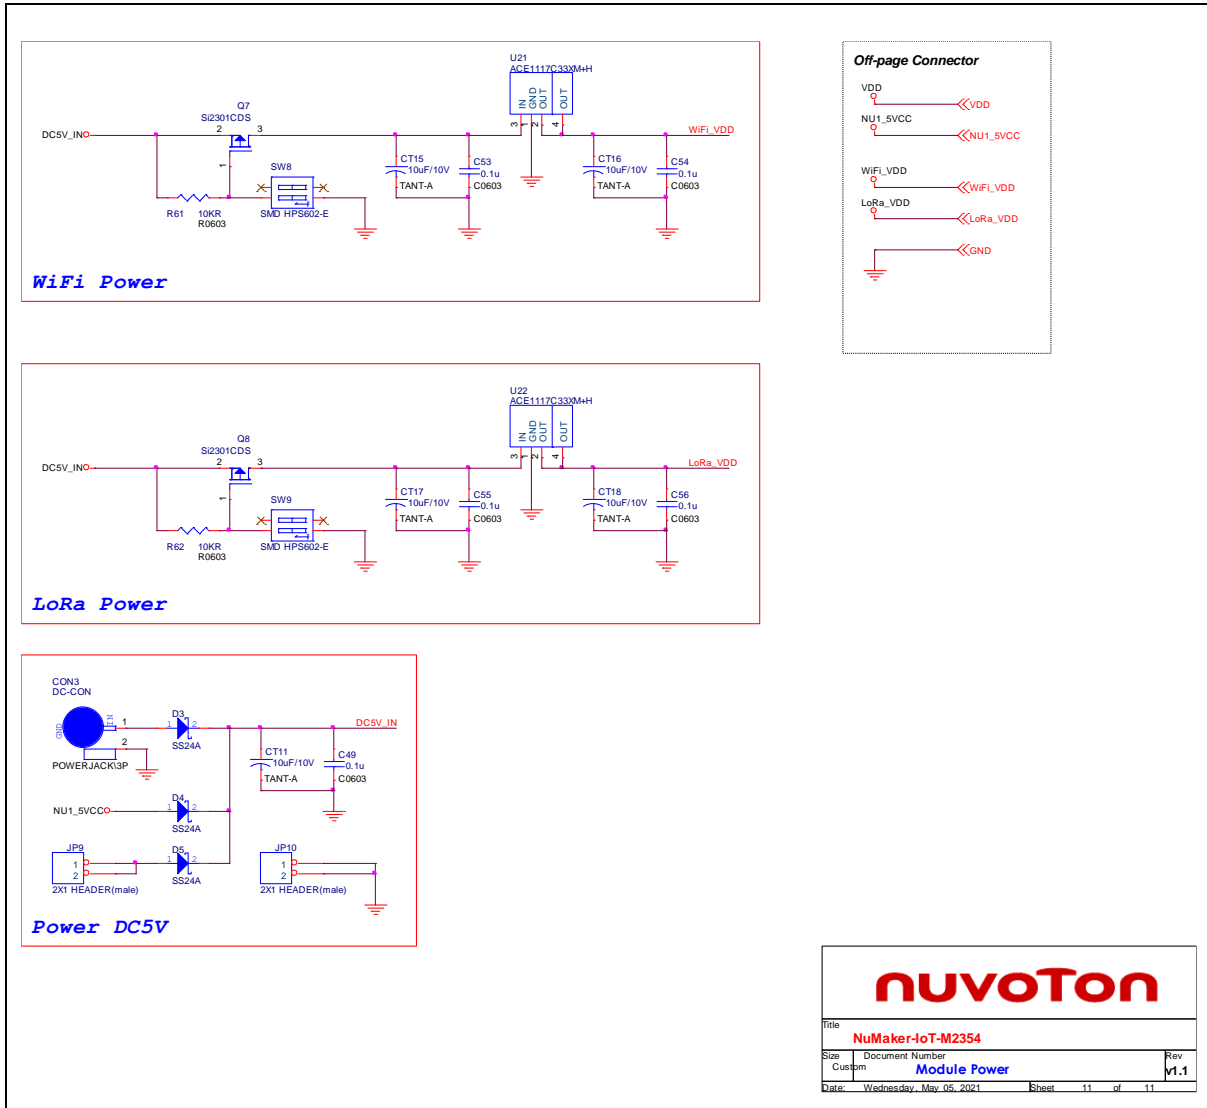 U21
ACE1117C33XM+H
IN
GND
OUT
OUT
3
1
2
4
Q7
Si2301CDS
2
3
1
DC5V_IN
WiFi_VDD
SW8
SMD HPS602-E
R61
10KR
R0603
CT15
10uF/10V
TANT-A
C53
0.1u
C0603
CT16
10uF/10V
TANT-A
C54
0.1u
C0603
WiFi Power
Off-page Connector
VDD
VDD
NU1_5VCC
NU1_5VCC
WiFi_VDD
WiFi_VDD
LoRa_VDD
LoRa_VDD
GND
U22
ACE1117C33XM+H
IN
GND
OUT
OUT
3
1
2
4
Q8
Si2301CDS
2
3
1
DC5V_IN
LoRa_VDD
SW9
SMD HPS602-E
R62
10KR
R0603
CT17
10uF/10V
TANT-A
C55
0.1u
C0603
CT18
10uF/10V
TANT-A
C56
0.1u
C0603
LoRa Power
CON3
DC-CON
GND
IN
1
2
POWERJACK\3P
D3
1
2
SS24A
DC5V_IN
CT11
10uF/10V
TANT-A
C49
0.1u
C0603
NU1_5VCC
D4
1
2
SS24A
JP9
1
2
2X1 HEADER(male)
D5
1
2
SS24A
JP10
1
2
2X1 HEADER(male)
Power DC5V
nuvoTon
Title
NuMaker-IoT-M2354
Size
Document Number
Rev
Custom
Module Power
v1.1
Date:
Wednesday, May 05, 2021
Sheet
11
of
11